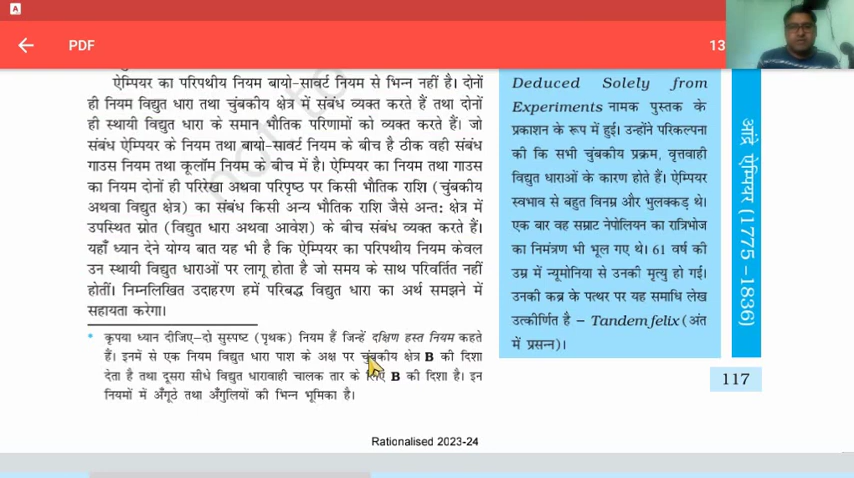 A
PDF
13
ऐम्पियर का परिपथीय नियम बायो-सावर्ट नियम से भिन्न नहीं है। दोनों
ही नियम विद्युत धारा तथा चुंबकीय क्षेत्र में संबंध व्यक्त करते हैं तथा दोनों
ही स्थायी विद्युत धारा के समान भौतिक परिणामों को व्यक्त करते हैं। जो
संबंध ऐम्पियर के नियम तथा बायो-सावर्ट नियम के बीच है ठीक वही संबंध
गाउस नियम तथा कूलॉम नियम के बीच में है। ऐम्पियर का नियम तथा गाउस
का नियम दोनों ही परिरेखा अथवा परिपृष्ठ पर किसी भौतिक राशि (चुंबकीय
अथवा विद्युत क्षेत्र) का संबंध किसी अन्य भौतिक राशि जैसे अन्त: क्षेत्र में
उपस्थित स्रोत (विद्युत धारा अथवा आवेश) के बीच संबंध व्यक्त करते हैं।
यहाँ ध्यान देने योग्य बात यह भी है कि ऐम्पियर का परिपथीय नियम केवल
उन स्थायी विद्युत धाराओं पर लागू होता है जो समय के साथ परिवर्तित नहीं
होतीं। निम्नलिखित उदाहरण हमें परिबद्ध विद्युत धारा का अर्थ समझने में
सहायता करेगा।
* कृपया ध्यान दीजिए-दो सुस्पष्ट (पृथक) नियम हैं जिन्हें दक्षिण हस्त नियम कहते
हैं। इनमें से एक नियम विद्युत धारा पाश के अक्ष पर चुंबकीय क्षेत्र B की दिशा
देता है तथा दूसरा सीधे विद्युत धारावाही चालक तार के लिए B की दिशा है। इन
नियमों में अँगूठे तथा अँगुलियों की भिन्न भूमिका है।
Deduced Solely from
Experiments नामक पुस्तक के
प्रकाशन के रूप में हुई। उन्होंने परिकल्पना
की कि सभी चुंबकीय प्रक्रम, वृत्तवाही
विद्युत धाराओं के कारण होते हैं। ऐम्पियर
स्वभाव से बहुत विनम्र और भुलक्कड़ थे।
एक बार वह सम्राट नेपोलियन का रात्रिभोज
का निमंत्रण भी भूल गए थे। 61 वर्ष की
उम्र में न्यूमोनिया से उनकी मृत्यु हो गई।
उनकी कब्र के पत्थर पर यह समाधि लेख
उत्कीर्णित है – Tandem felix (अंत
में प्रसन्न)।
आंद्रे ऐम्पियर (1775 – 1836)
117
Rationalised 2023-24
not to